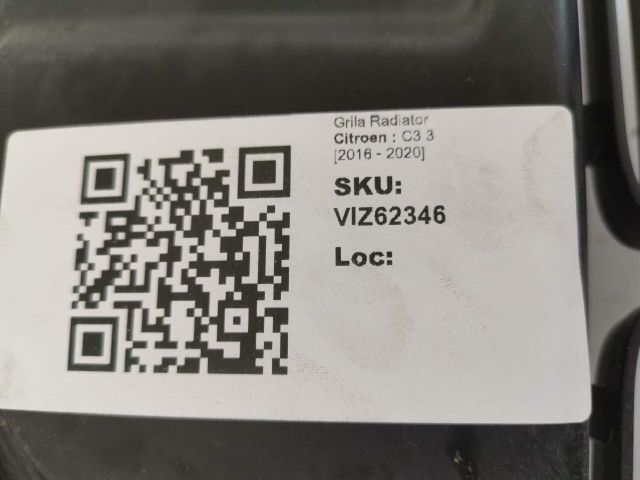 Grila Radiator
Citroen : C3 3
[2016 - 2020]
SKU:
VIZ62346
Loc: